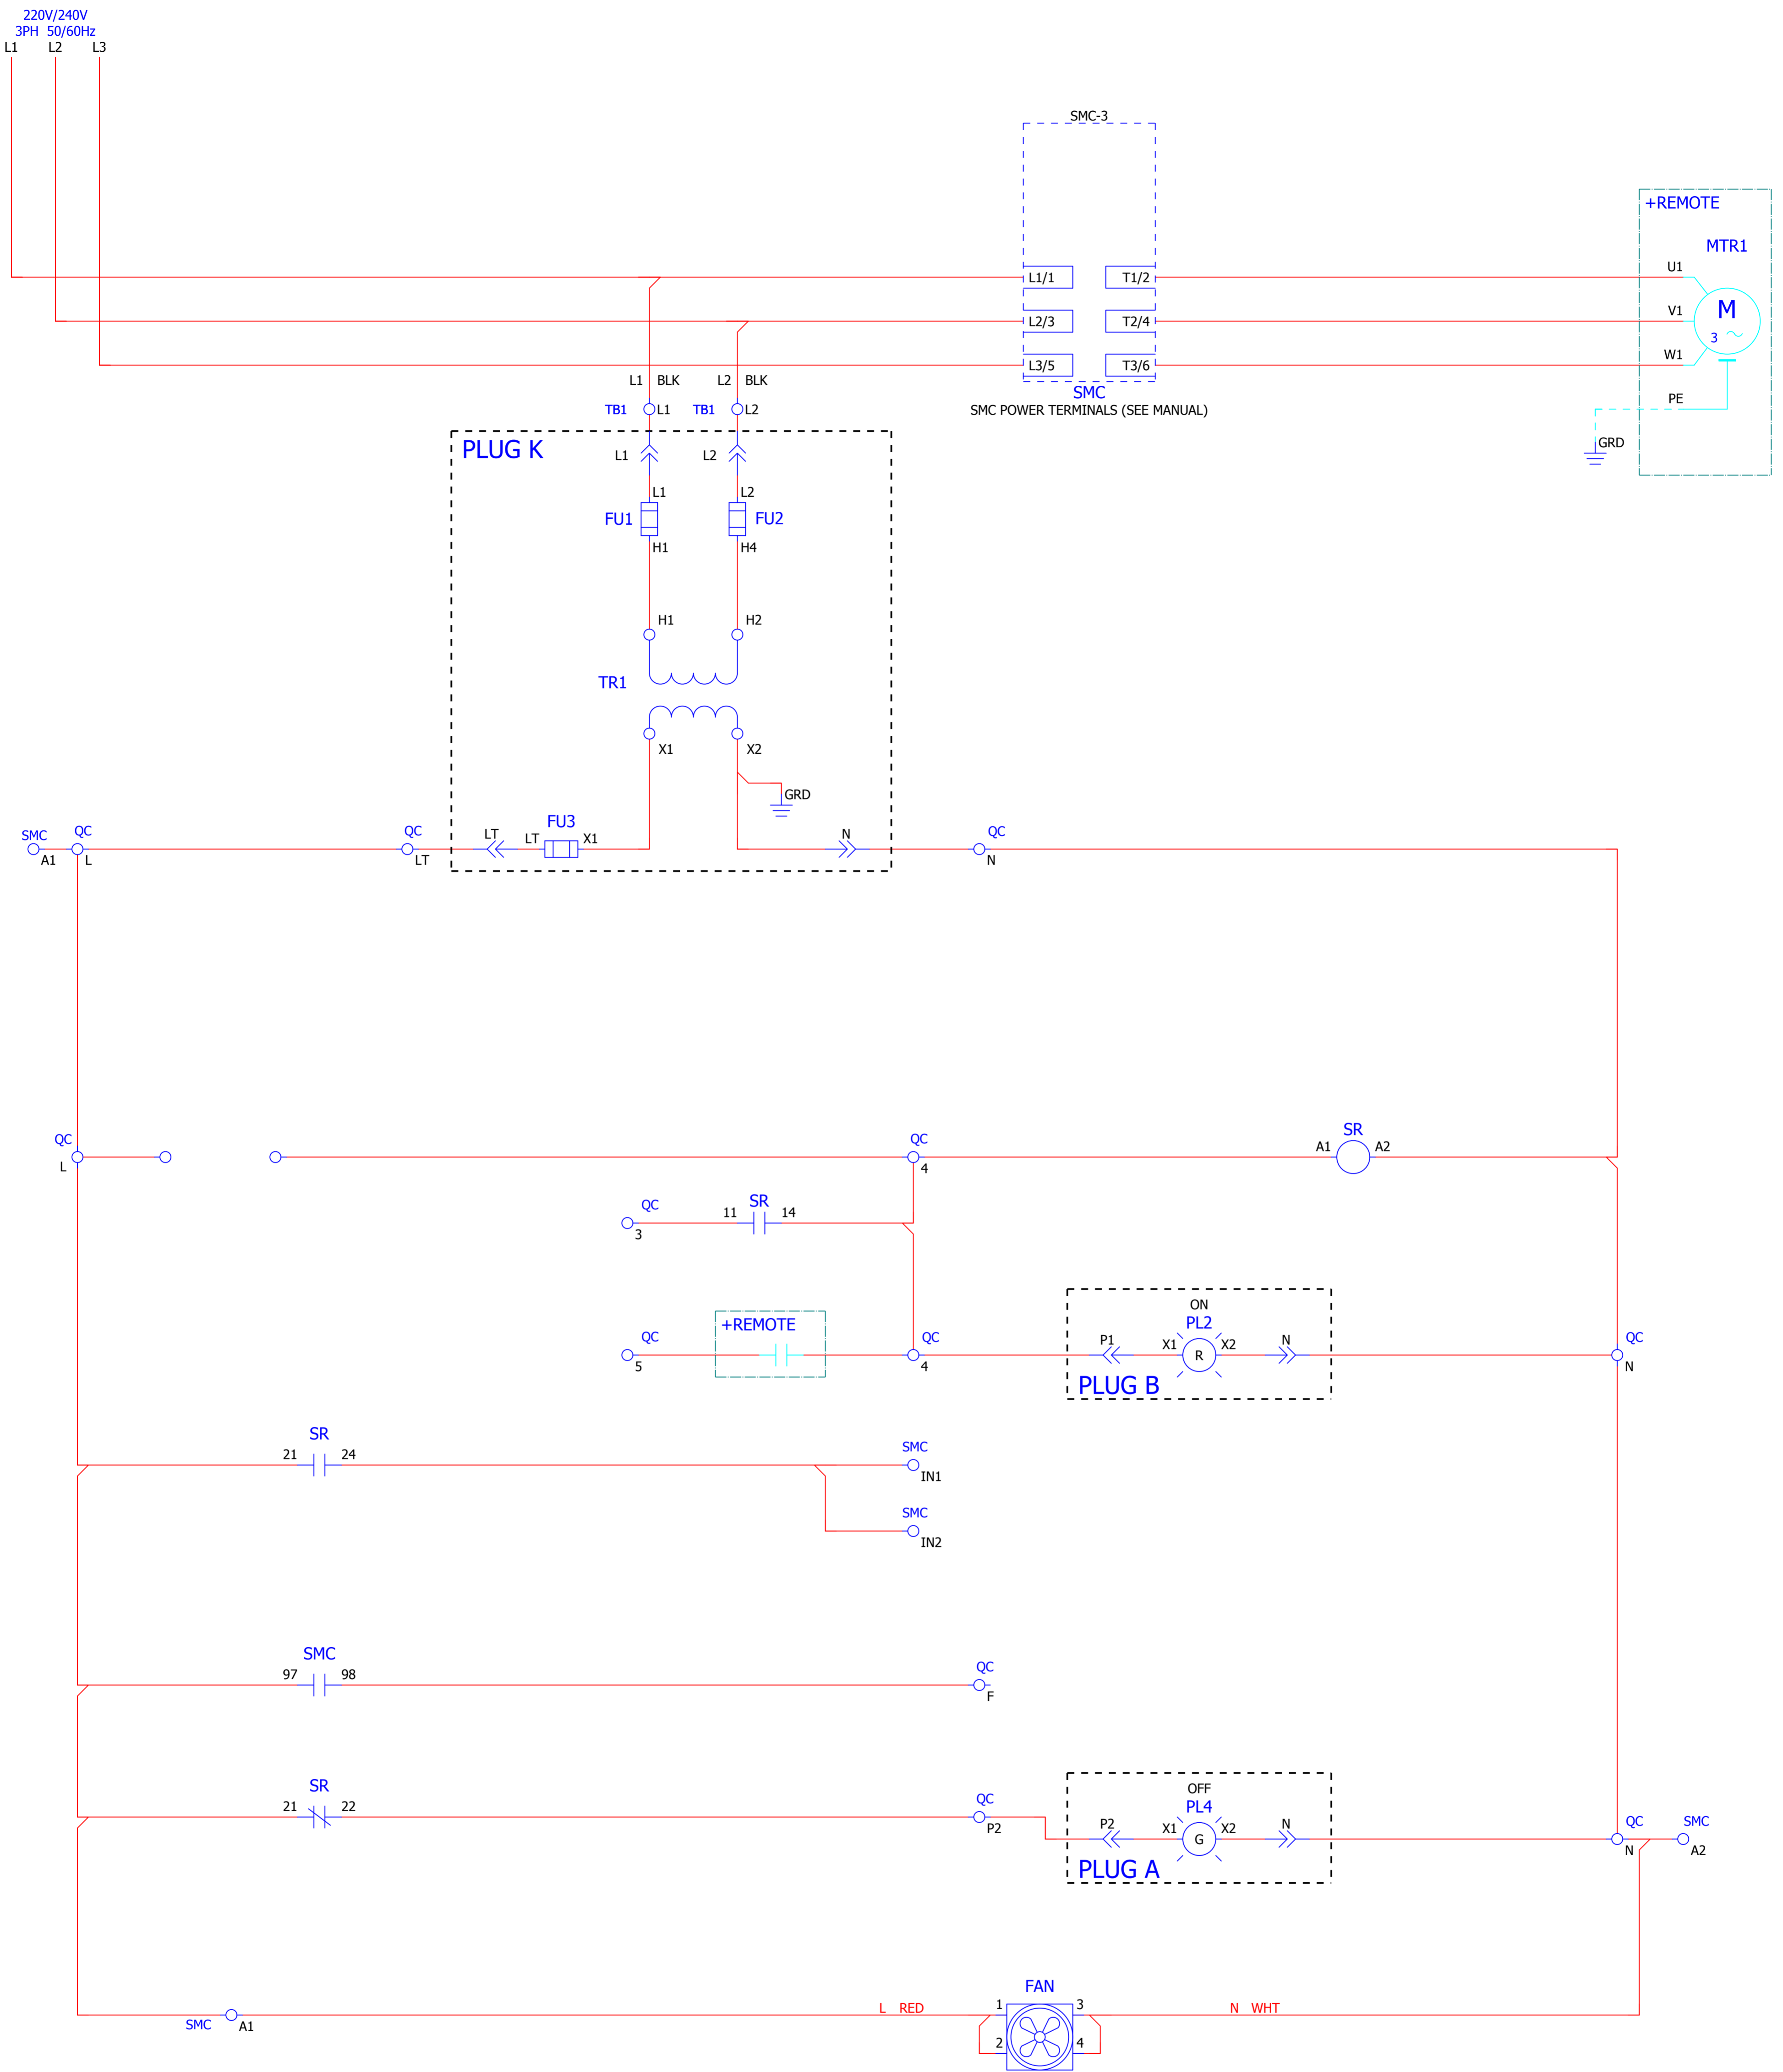 220V/240V
3PH 50/60Hz
L1 L2 L3
SMC-3
+REMOTE
MTR1
L1/1 T1/2 U1
M
3
L2/3 T2/4 V1
L3/5 T3/6 W1
L1 BLK L2 BLK
SMC
SMC POWER TERMINALS (SEE MANUAL)
PE
GRD
TB1 L1 TB1 L2
PLUG K
L1 L2
L1 L2
FU1 FU2
H1 H4
H1 H2
TR1
X1 X2
GRD
SMC QC QC LT LT FU3 X1 N QC
A1 L LT N
QC QC A1 SR A2
L 4
QC 11 SR 14
3
QC +REMOTE QC
5 4
ON
PL2
P1 X1 R X2 N
PLUG B
QC
N
SR
21 24
SMC
IN1
SMC
IN2
SMC
97 98
QC
F
SR
21 22
QC
P2
OFF
PL4
P2 X1 G X2 N
PLUG A
QC SMC
N A2
FAN
SMC A1
L RED 1 3 N WHT
2 4